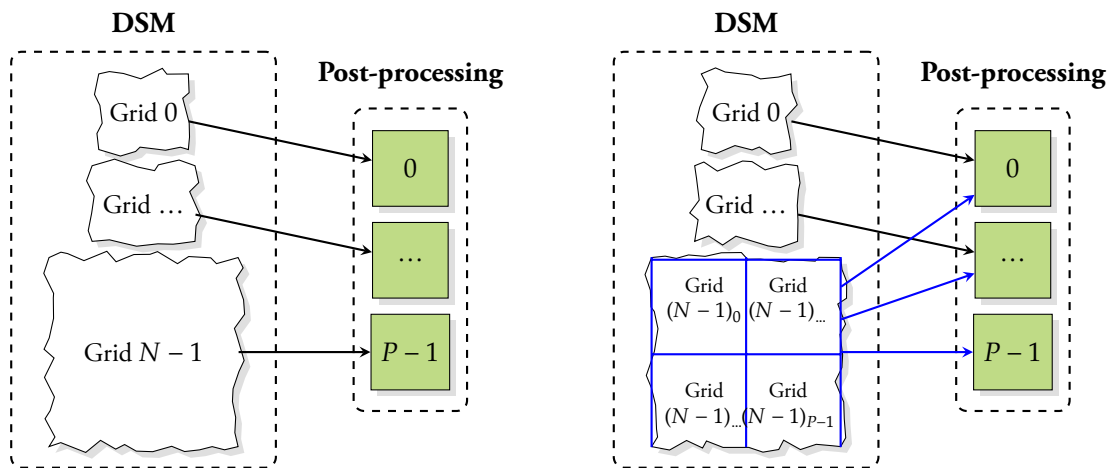 DSM
Post-processing
Grid 0
0
Grid …
…
Grid N − 1
P − 1
DSM
Post-processing
Grid 0
0
Grid …
…
Grid
(N − 1)₀
Grid
(N − 1)…
P − 1
Grid
(N − 1)…
Grid
(N − 1)P−1